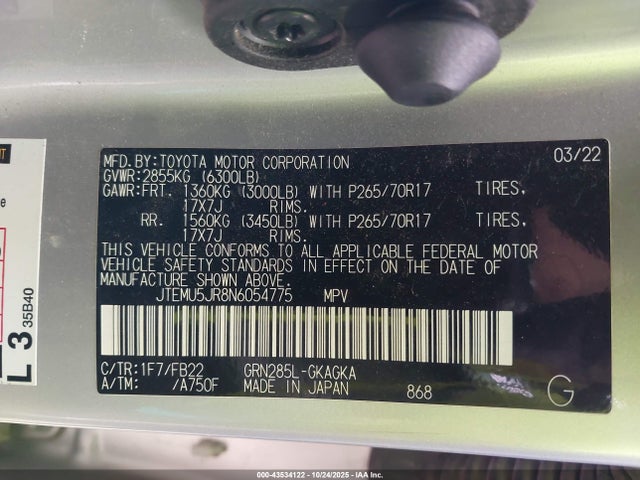 MFD.BY:TOYOTA MOTOR CORPORATION 03/22
GVWR:2855KG (6300LB)
GAWR:FRT. 1360KG (3000LB) WITH P265/70R17 TIRES,
17X7J RIMS.
RR. 1560KG (3450LB) WITH P265/70R17 TIRES,
17X7J RIMS.
THIS VEHICLE CONFORMS TO ALL APPLICABLE FEDERAL MOTOR
VEHICLE SAFETY STANDARDS IN EFFECT ON THE DATE OF
MANUFACTURE SHOWN ABOVE.
JTEMU5JR8N6054775 MPV
C/TR:1F7/FB22 GRN285L-GKAGKA
A/TM: /A750F MADE IN JAPAN 868 G
L 3 35B40
000-43534122 | 10/24/2025 | IAA Inc.